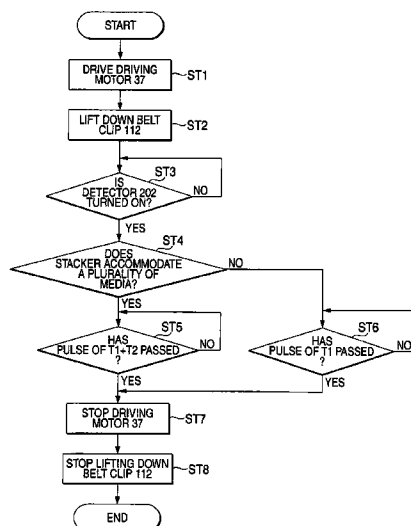 START
DRIVE DRIVING
MOTOR 37
ST1
LIFT DOWN BELT
CLIP 112
ST2
ST3
IS
DETECTOR 202
TURNED ON?
NO
YES
ST4
DOES
STACKER ACCOMMODATE
A PLURALITY OF
MEDIA?
NO
YES
ST5
HAS
PULSE OF T1+T2 PASSED
?
NO
YES
ST6
HAS
PULSE OF T1 PASSED
?
NO
YES
STOP DRIVING
MOTOR 37
ST7
STOP LIFTING DOWN
BELT CLIP 112
ST8
END